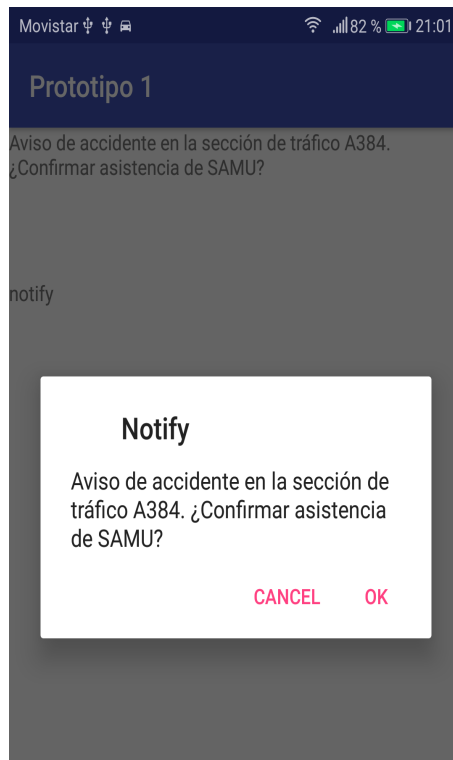 Movistar 82 % 21:01
Prototipo 1
Aviso de accidente en la sección de tráfico A384.
¿Confirmar asistencia de SAMU?
notify
Notify
Aviso de accidente en la sección de
tráfico A384. ¿Confirmar asistencia
de SAMU?
CANCEL OK